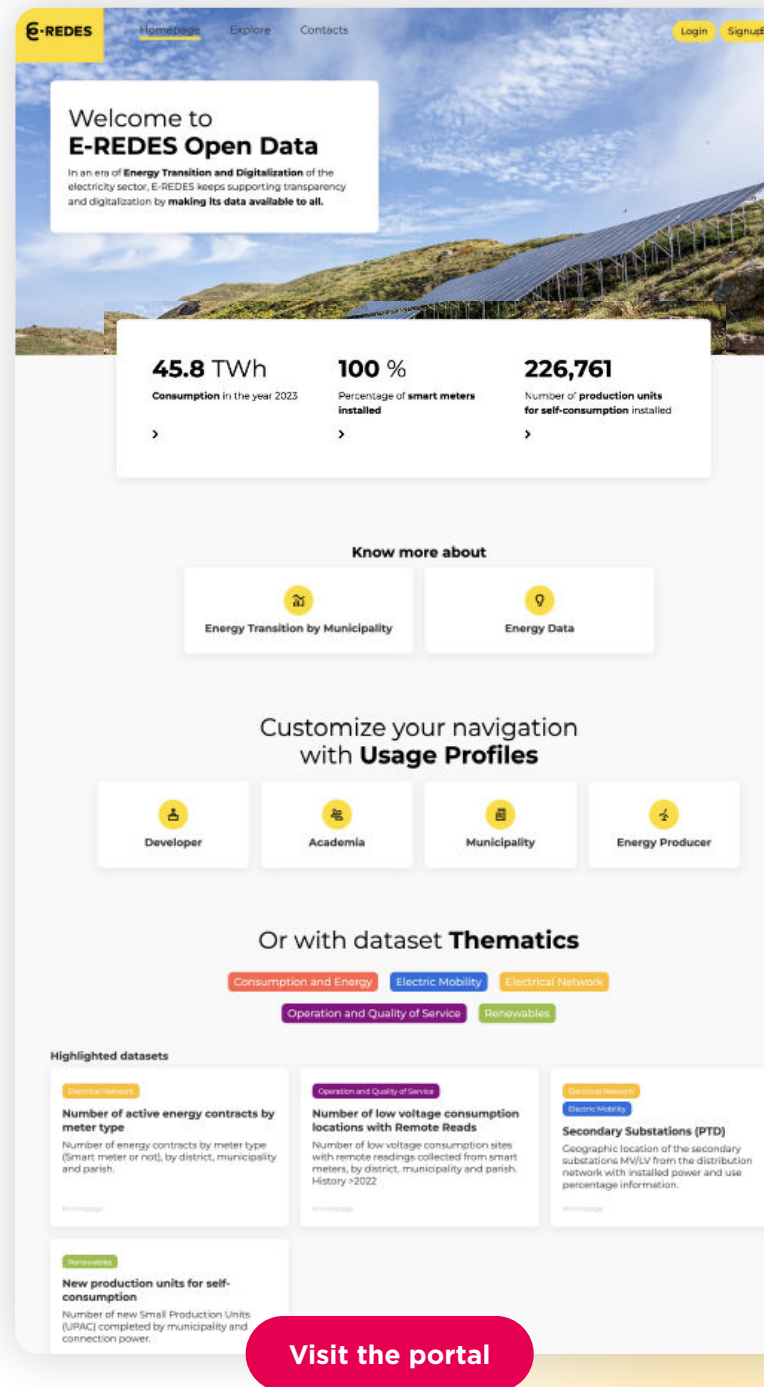 E-REDES
Homepage Explore Contacts
Login Signup
Welcome to
E-REDES Open Data
In an era of Energy Transition and Digitalization of the
electricity sector, E-REDES keeps supporting transparency
and digitalization by making its data available to all.
45.8 TWh
Consumption in the year 2023
100 %
Percentage of smart meters
installed
226,761
Number of production units
for self-consumption installed
Know more about
Energy Transition by Municipality
Energy Data
Customize your navigation
with Usage Profiles
Developer
Academia
Municipality
Energy Producer
Or with dataset Thematics
Consumption and Energy
Electric Mobility
Electrical Network
Operation and Quality of Service
Renewables
Highlighted datasets
Electrical Network
Number of active energy contracts by
meter type
Number of energy contracts by meter type
(Smart meter or not), by district, municipality
and parish.
#homepage
Operation and Quality of Service
Number of low voltage consumption
locations with Remote Reads
Number of low voltage consumption sites
with remote readings collected from smart
meters, by district, municipality and parish.
History >2022
#homepage
Electrical Network
Electric Mobility
Secondary Substations (PTD)
Geographic location of the secondary
substations MV/LV from the distribution
network with installed power and use
percentage information.
#homepage
Renewables
New production units for self-
consumption
Number of new Small Production Units
(UPAC) completed by municipality and
connection power.
Visit the portal